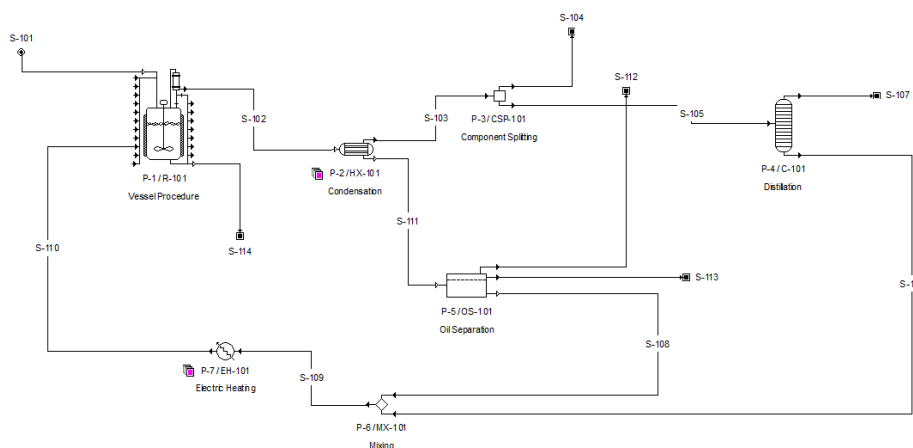 S-104
S-101
S-112
S-107
S-102
S-103
S-105
P-3 / CSP-101
Component Splitting
P-4 / C-101
Distillation
P-1 / R-101
Vessel Procedure
P-2 / HX-101
Condensation
S-111
S-110
S-114
S-113
S-1
P-5 / OS-101
Oil Separation
S-108
P-7 / EH-101
Electric Heating
S-109
P-6 / MX-101
Mixing